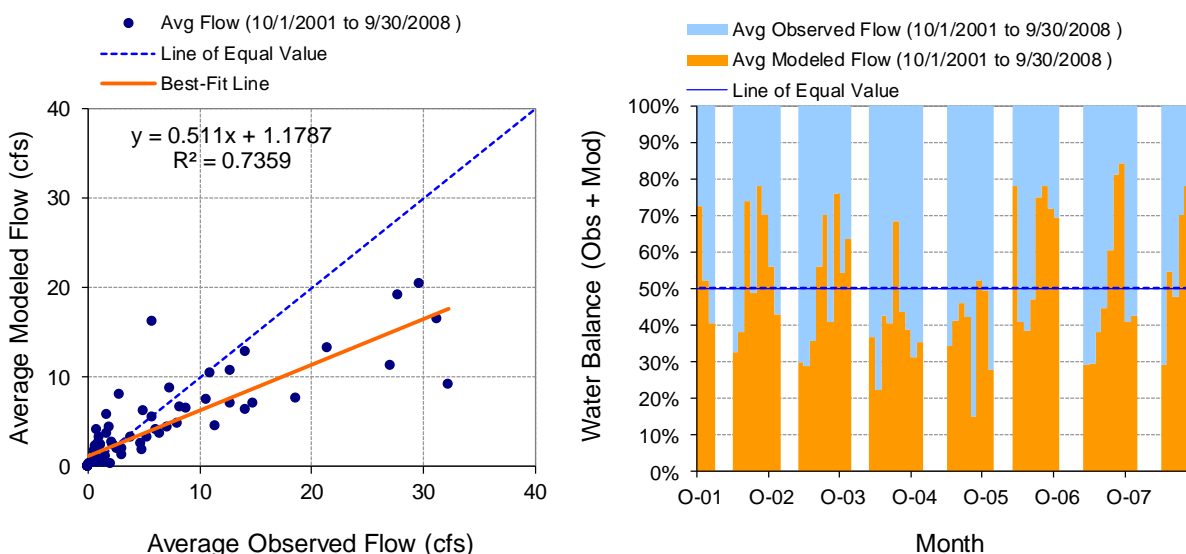 Avg Flow (10/1/2001 to 9/30/2008 )
Line of Equal Value
Best-Fit Line
y = 0.511x + 1.1787
R² = 0.7359
Average Modeled Flow (cfs)
40
30
20
10
0
0 10 20 30 40
Average Observed Flow (cfs)
Avg Observed Flow (10/1/2001 to 9/30/2008 )
Avg Modeled Flow (10/1/2001 to 9/30/2008 )
Line of Equal Value
Water Balance (Obs + Mod)
100%
90%
80%
70%
60%
50%
40%
30%
20%
10%
0%
O-01 O-02 O-03 O-04 O-05 O-06 O-07
Month